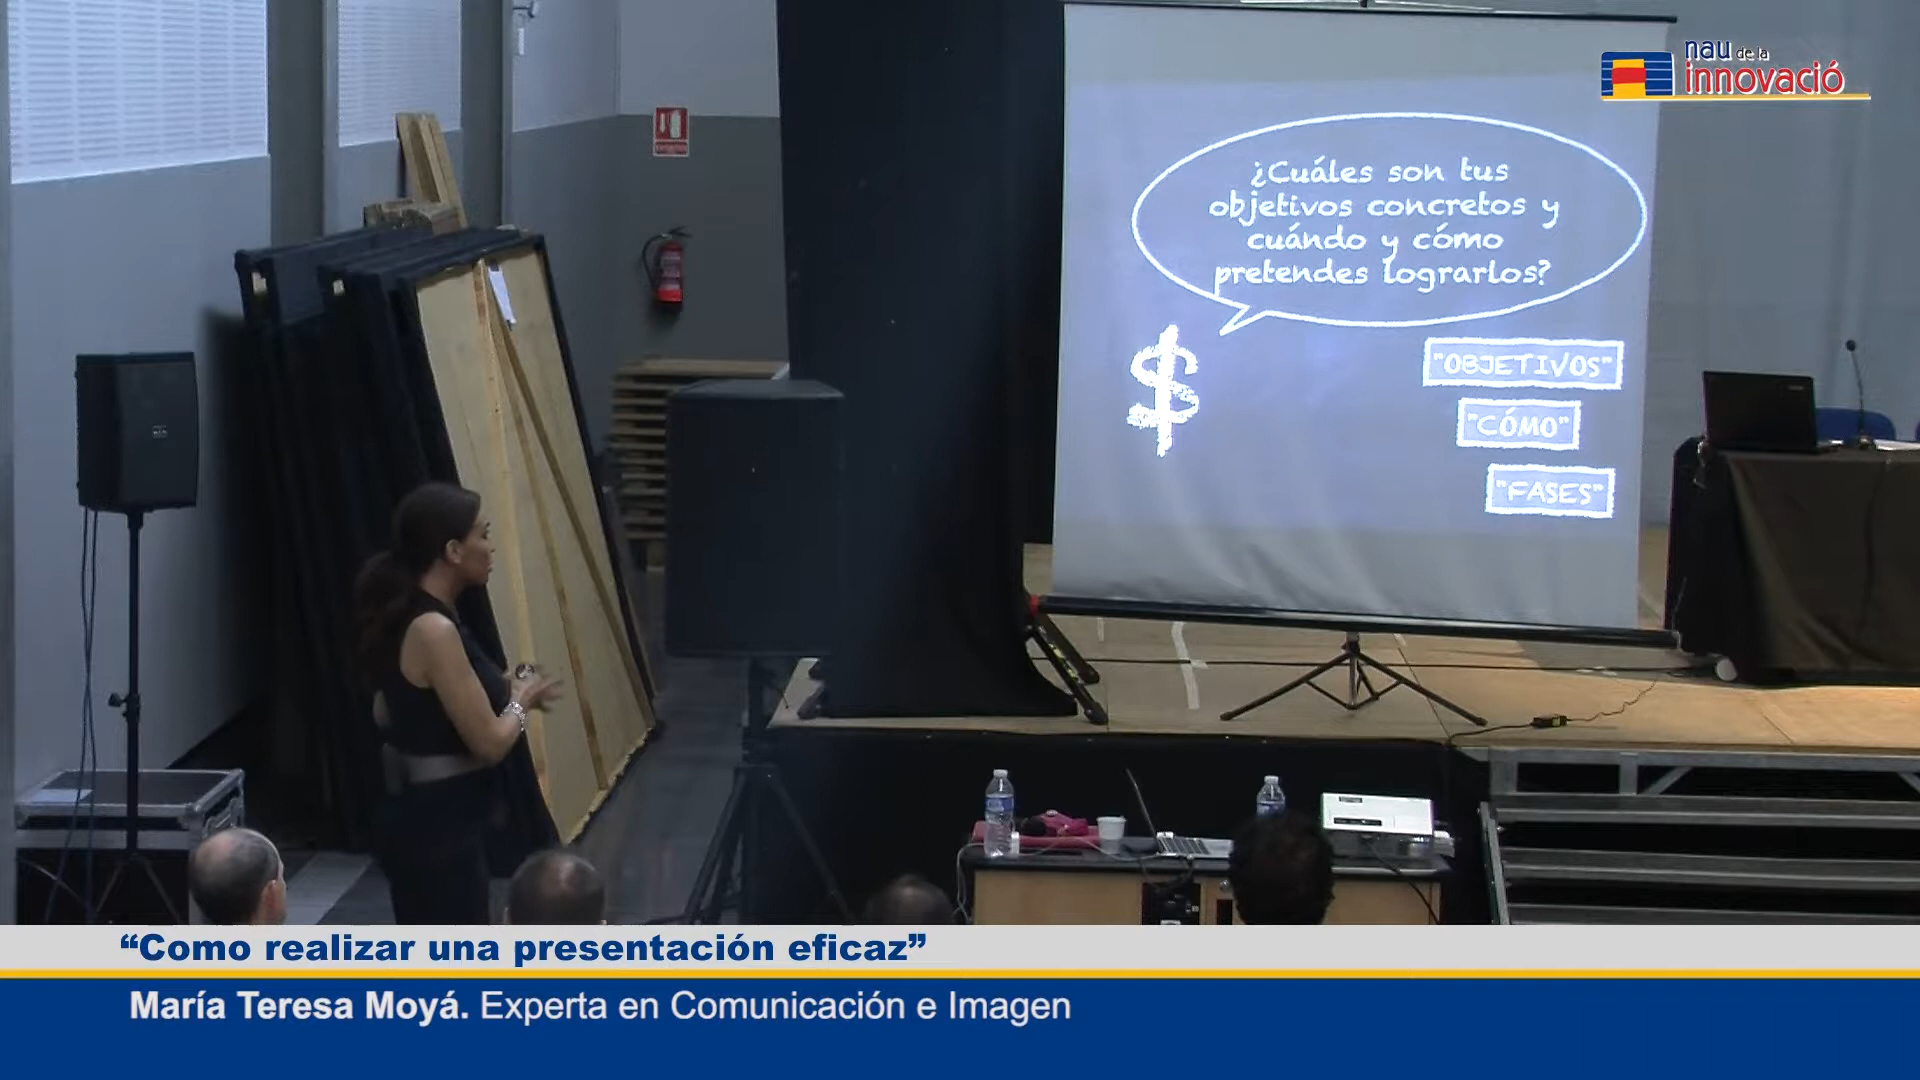 nau de la
innovació
¿Cuáles son tus
objetivos concretos y
cuándo y cómo
pretendes lograrlos?
"OBJETIVOS"
"CÓMO"
"FASES"
“Como realizar una presentación eficaz”
María Teresa Moyá. Experta en Comunicación e Imagen